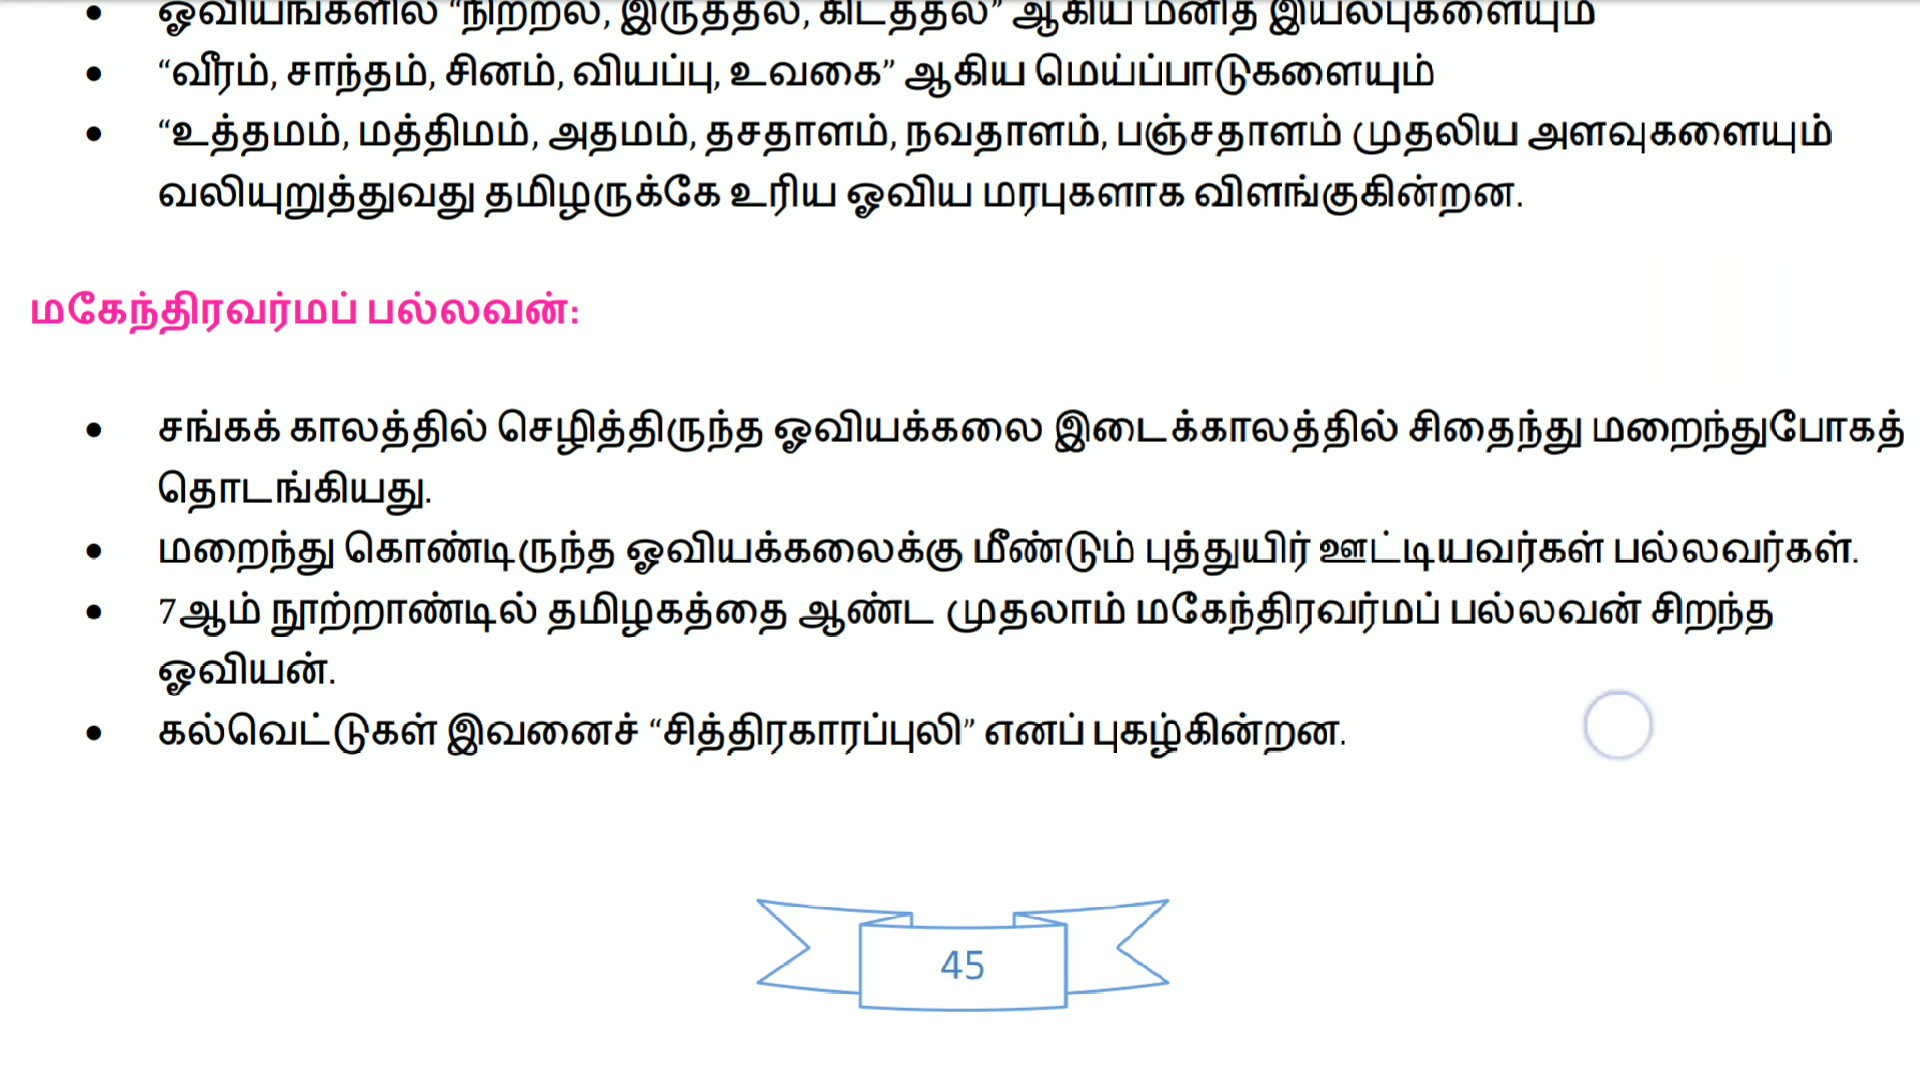 • ஓவியங்களில் “நிற்றல், இருத்தல், கிடத்தல்” ஆகிய மனித இயல்புகளையும்
• “வீரம், சாந்தம், சினம், வியப்பு, உவகை” ஆகிய மெய்ப்பாடுகளையும்
• “உத்தமம், மத்திமம், அதமம், தசதாளம், நவதாளம், பஞ்சதாளம் முதலிய அளவுகளையும்
வலியுறுத்துவது தமிழருக்கே உரிய ஓவிய மரபுகளாக விளங்குகின்றன.
மகேந்திரவர்மப் பல்லவன்:
• சங்கக் காலத்தில் செழித்திருந்த ஓவியக்கலை இடைக்காலத்தில் சிதைந்து மறைந்துபோகத்
தொடங்கியது.
• மறைந்து கொண்டிருந்த ஓவியக்கலைக்கு மீண்டும் புத்துயிர் ஊட்டியவர்கள் பல்லவர்கள்.
• 7ஆம் நூற்றாண்டில் தமிழகத்தை ஆண்ட முதலாம் மகேந்திரவர்மப் பல்லவன் சிறந்த
ஓவியன்.
• கல்வெட்டுகள் இவனைச் “சித்திரகாரப்புலி” எனப் புகழ்கின்றன.
45